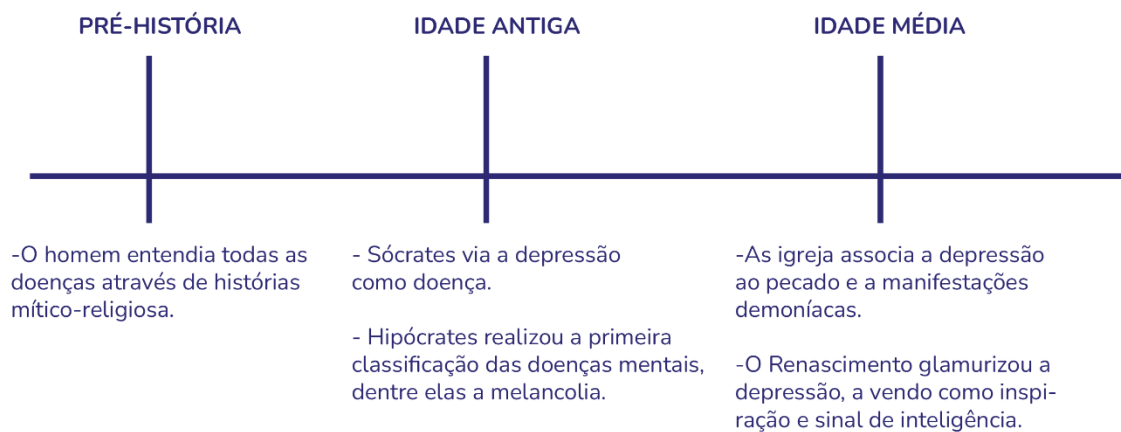 PRÉ-HISTÓRIA
-O homem entendia todas as
doenças através de histórias
mítico-religiosa.
IDADE ANTIGA
- Sócrates via a depressão
como doença.
- Hipócrates realizou a primeira
classificação das doenças mentais,
dentre elas a melancolia.
IDADE MÉDIA
-As igreja associa a depressão
ao pecado e a manifestações
demoníacas.
-O Renascimento glamurizou a
depressão, a vendo como inspi-
ração e sinal de inteligência.